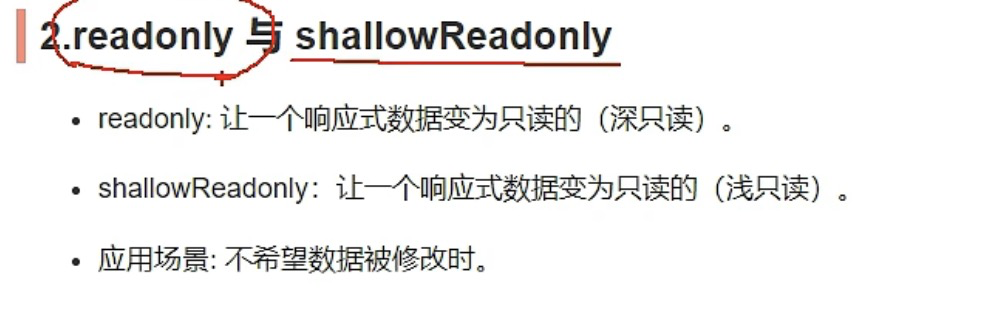 2.readonly 与 shallowReadonly
readonly: 让一个响应式数据变为只读的（深只读）。
shallowReadonly：让一个响应式数据变为只读的（浅只读）。
应用场景: 不希望数据被修改时。